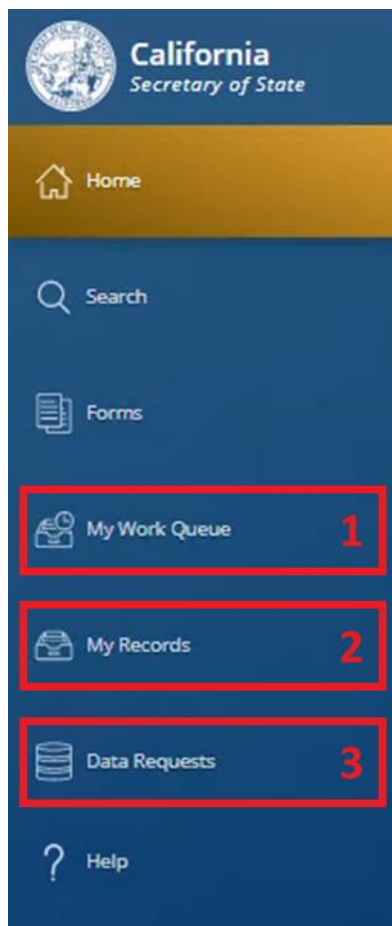 California
Secretary of State
Home
Search
Forms
My Work Queue 1
My Records 2
Data Requests 3
? Help